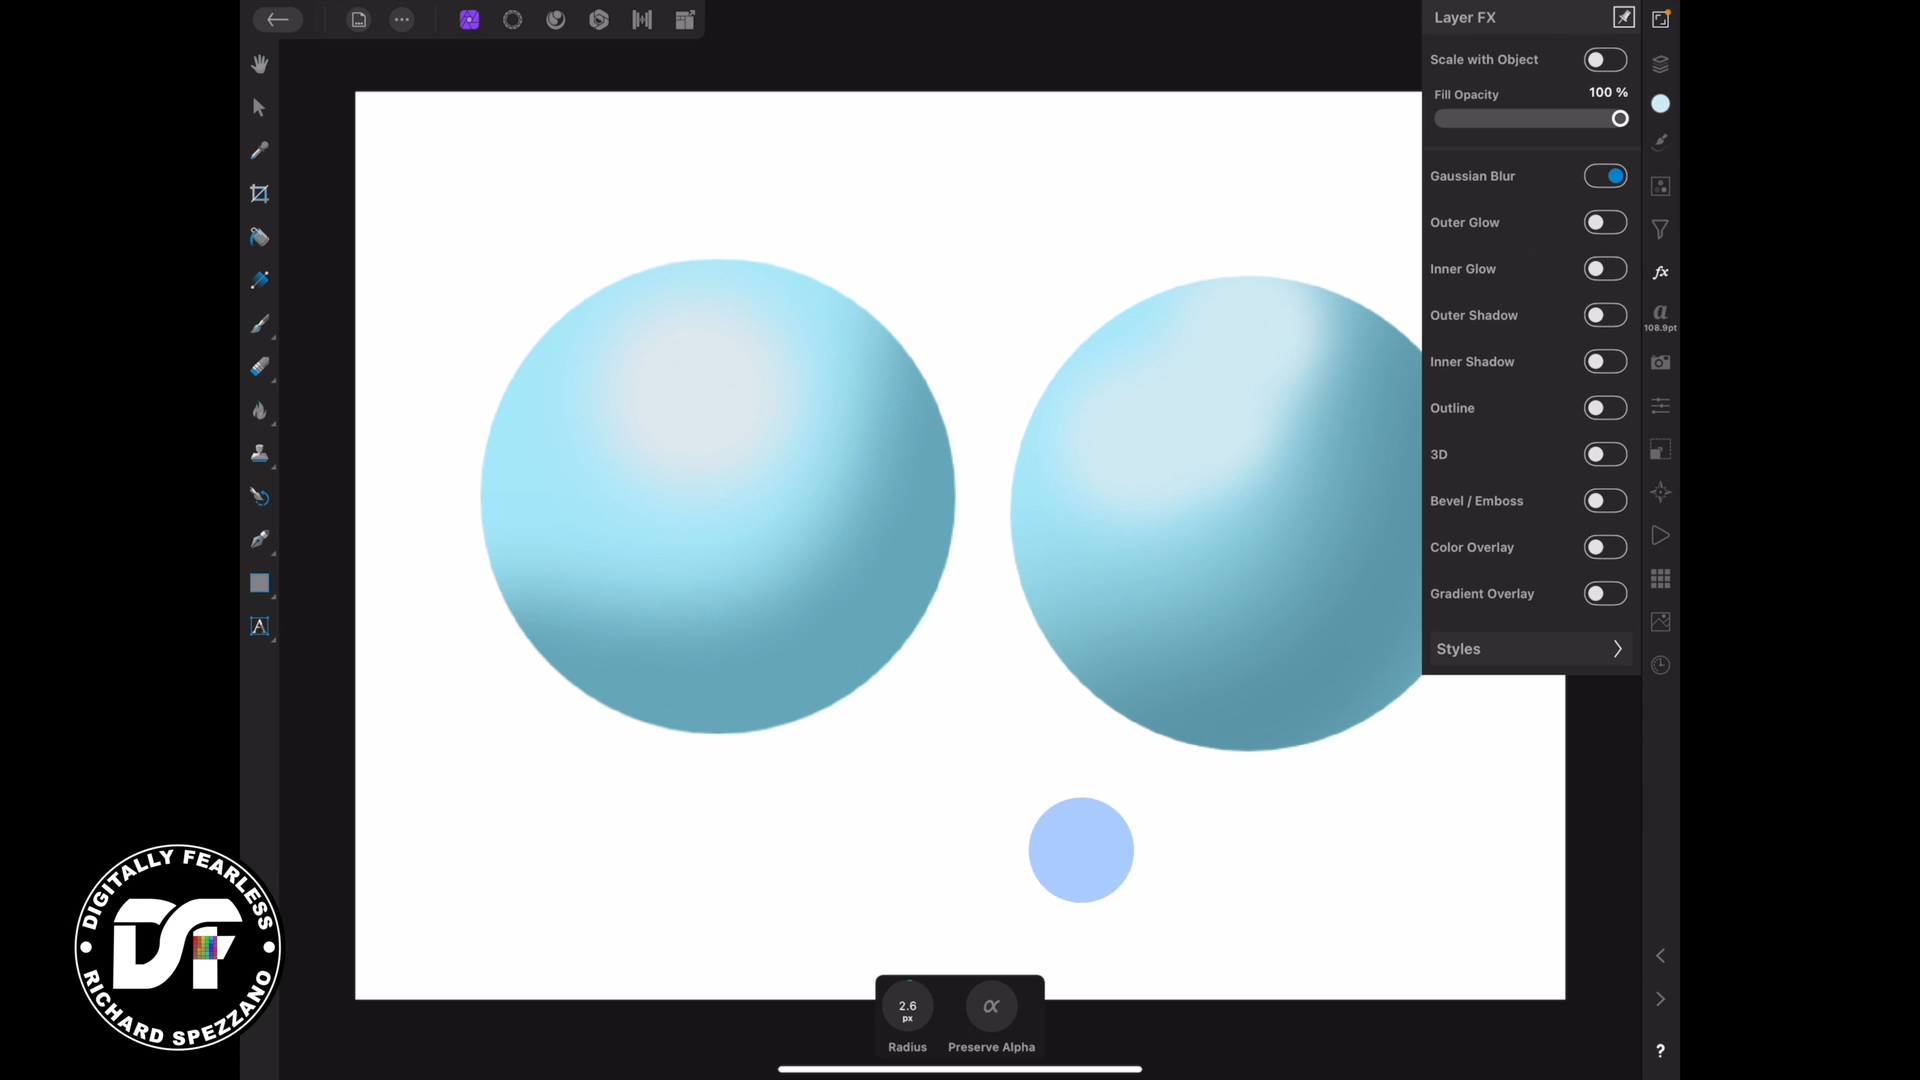 Layer FX
Scale with Object
Fill Opacity 100 %
Gaussian Blur
Outer Glow
Inner Glow
Outer Shadow
Inner Shadow
Outline
3D
Bevel / Emboss
Color Overlay
Gradient Overlay
Styles
fx
a
108.9pt
A
2.6
px
α
Radius
Preserve Alpha
?
DIGITALLY FEARLESS
DF
RICHARD SPEZZANO